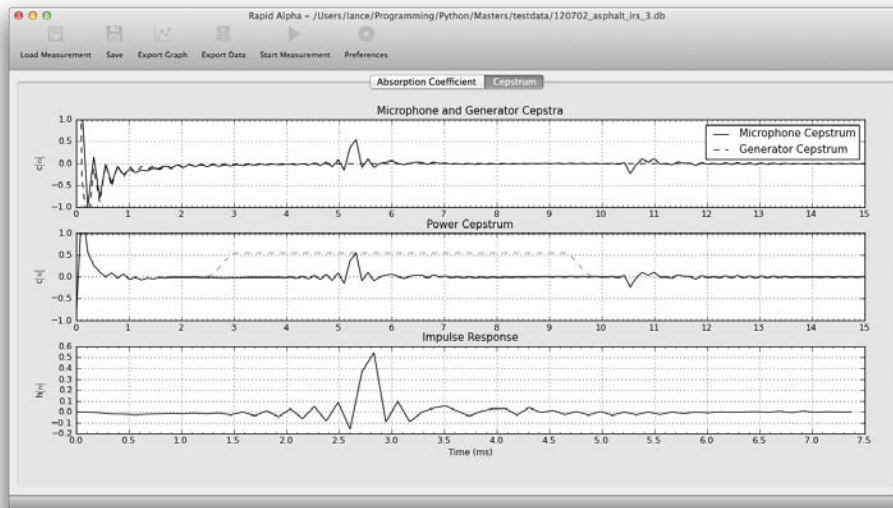 Rapid Alpha – /Users/lance/Programming/Python/Masters/testdata/120702_asphalt_irs_3.db
Load Measurement Save Export Graph Export Data Start Measurement Preferences
Absorption Coefficient Cepstrum
Microphone and Generator Cepstra
1.0
0.5
0.0
−0.5
−1.0
c[n]
Microphone Cepstrum
Generator Cepstrum
0 1 2 3 4 5 6 7 8 9 10 11 12 13 14 15
Power Cepstrum
1.0
0.5
0.0
−0.5
−1.0
c[n]
0 1 2 3 4 5 6 7 8 9 10 11 12 13 14 15
Impulse Response
0.6
0.5
0.4
0.3
0.2
0.1
0.0
−0.1
−0.2
h[n]
0.0 0.5 1.0 1.5 2.0 2.5 3.0 3.5 4.0 4.5 5.0 5.5 6.0 6.5 7.0 7.5
Time (ms)